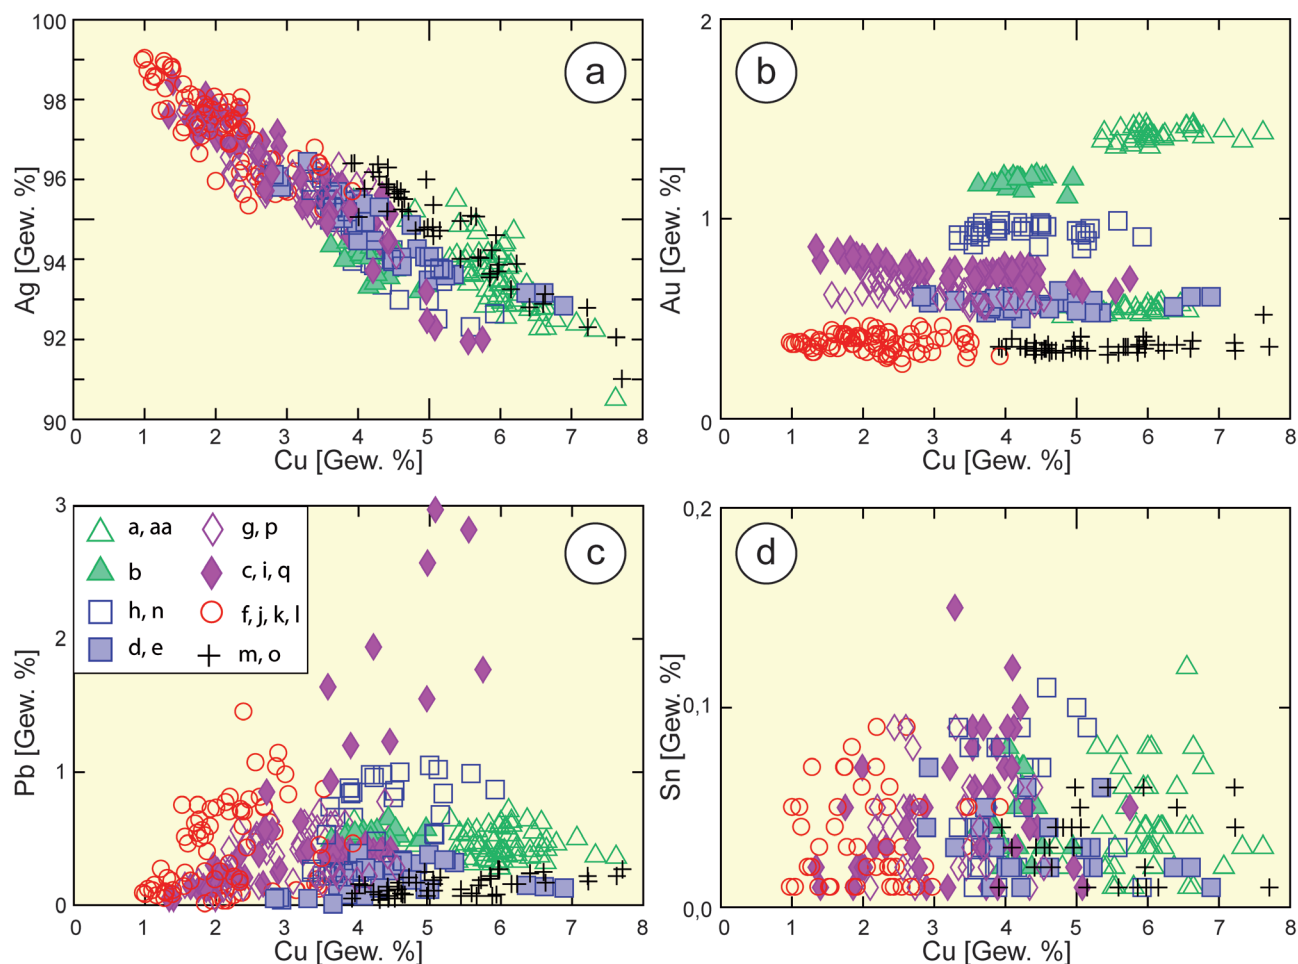 100
98
96
94
92
90
Ag [Gew. %]
a
0 1 2 3 4 5 6 7 8
Cu [Gew. %]
2
1
0
Au [Gew. %]
b
0 1 2 3 4 5 6 7 8
Cu [Gew. %]
3
2
1
0
Pb [Gew. %]
a, aa
b
h, n
d, e
g, p
c, i, q
f, j, k, l
m, o
c
0 1 2 3 4 5 6 7 8
Cu [Gew. %]
0,2
0,1
0,0
Sn [Gew. %]
d
0 1 2 3 4 5 6 7 8
Cu [Gew. %]